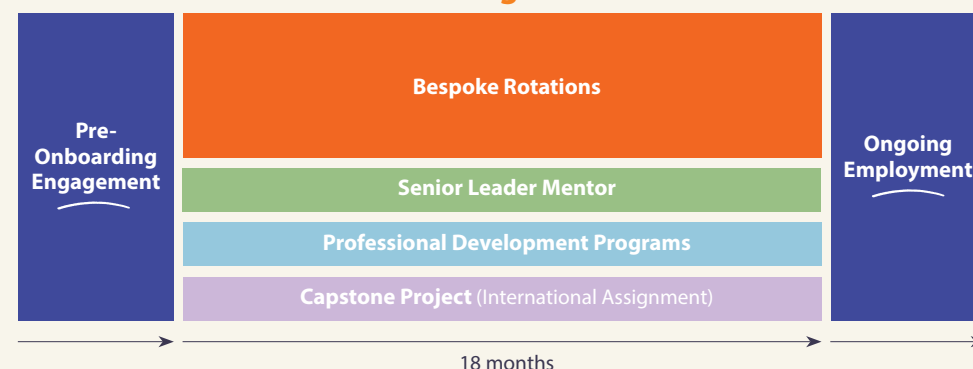 Pre-
Onboarding
Engagement
Bespoke Rotations
Senior Leader Mentor
Professional Development Programs
Capstone Project (International Assignment)
Ongoing
Employment
18 months